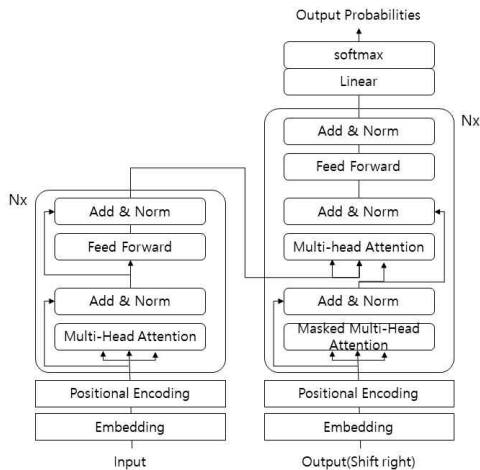 Output Probabilities
softmax
Linear
Nx
Add & Norm
Feed Forward
Add & Norm
Multi-head Attention
Add & Norm
Masked Multi-Head
Attention
Positional Encoding
Embedding
Output(Shift right)
Nx
Add & Norm
Feed Forward
Add & Norm
Multi-Head Attention
Positional Encoding
Embedding
Input